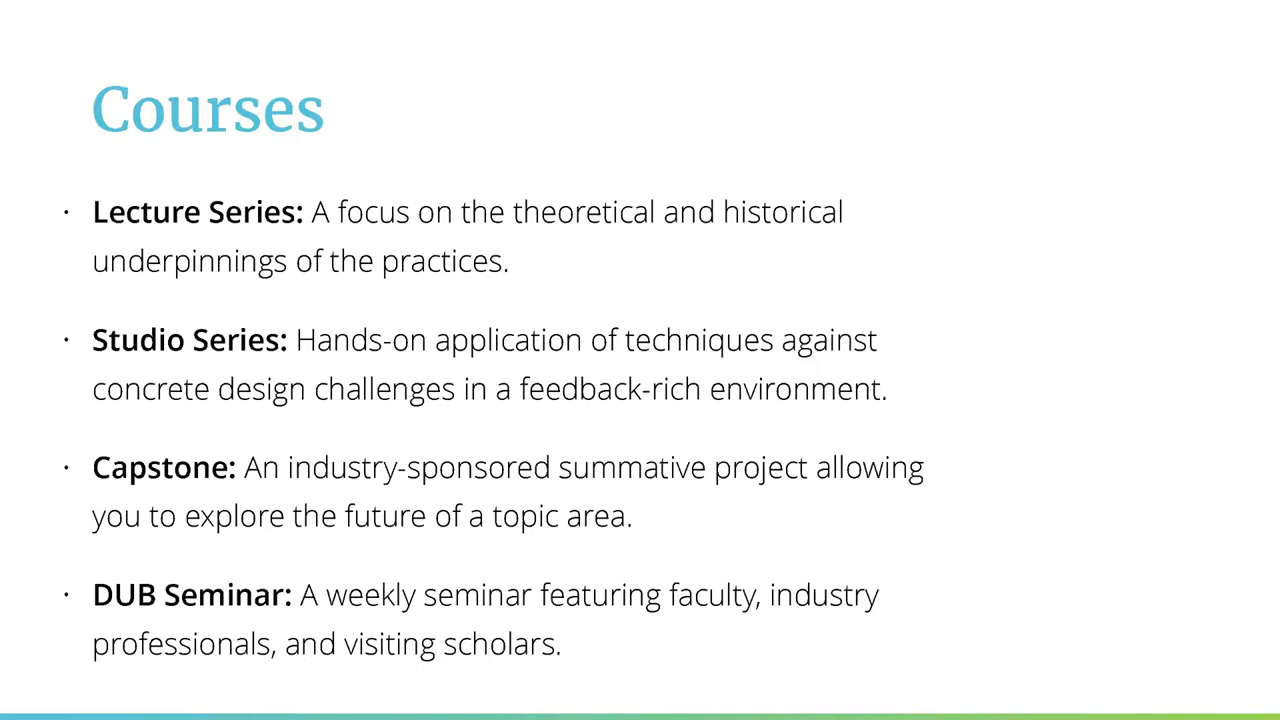 Courses
· Lecture Series: A focus on the theoretical and historical
underpinnings of the practices.
· Studio Series: Hands-on application of techniques against
concrete design challenges in a feedback-rich environment.
· Capstone: An industry-sponsored summative project allowing
you to explore the future of a topic area.
· DUB Seminar: A weekly seminar featuring faculty, industry
professionals, and visiting scholars.